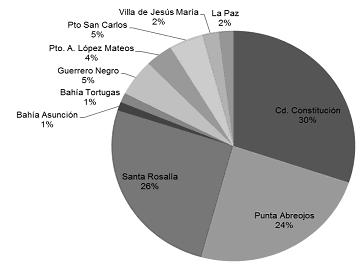 Villa de Jesús María
2%
La Paz
2%
Pto San Carlos
5%
Pto. A. López Mateos
4%
Guerrero Negro
5%
Bahía Tortugas
1%
Bahía Asunción
1%
Cd. Constitución
30%
Santa Rosalla
26%
Punta Abreojos
24%